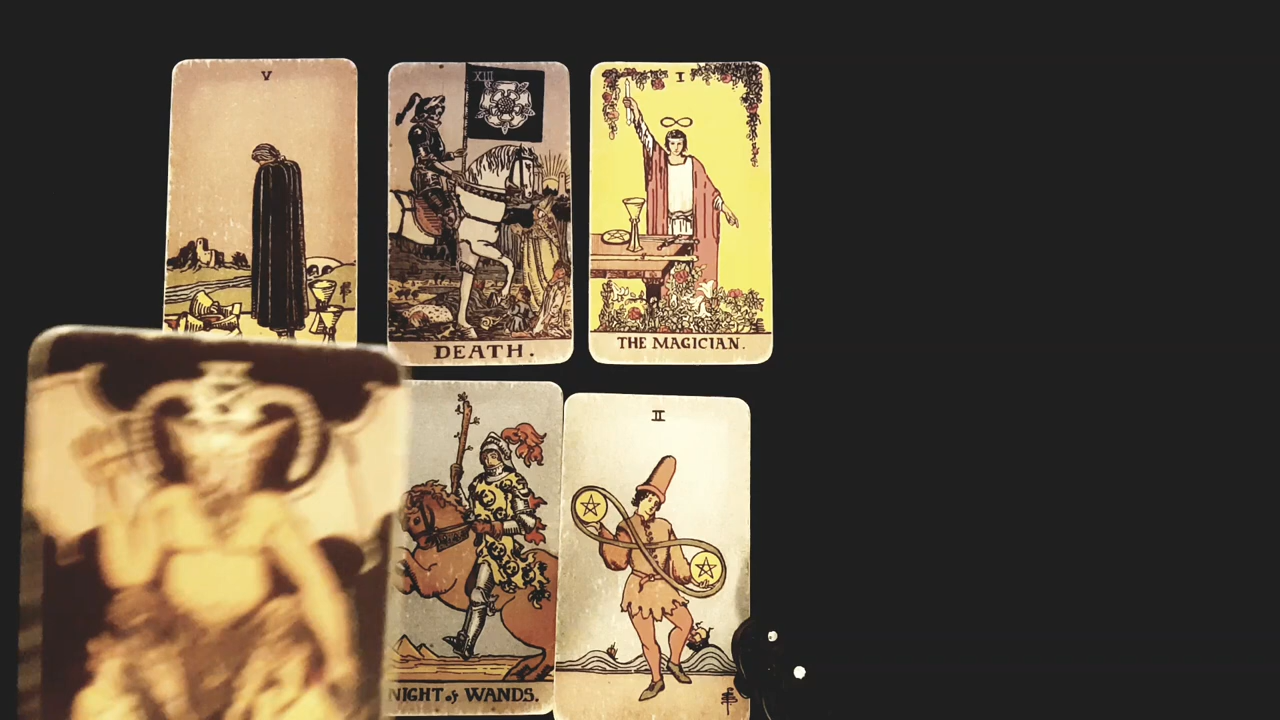 V
XIII
I
DEATH.
THE MAGICIAN.
II
NIGHT of WANDS.